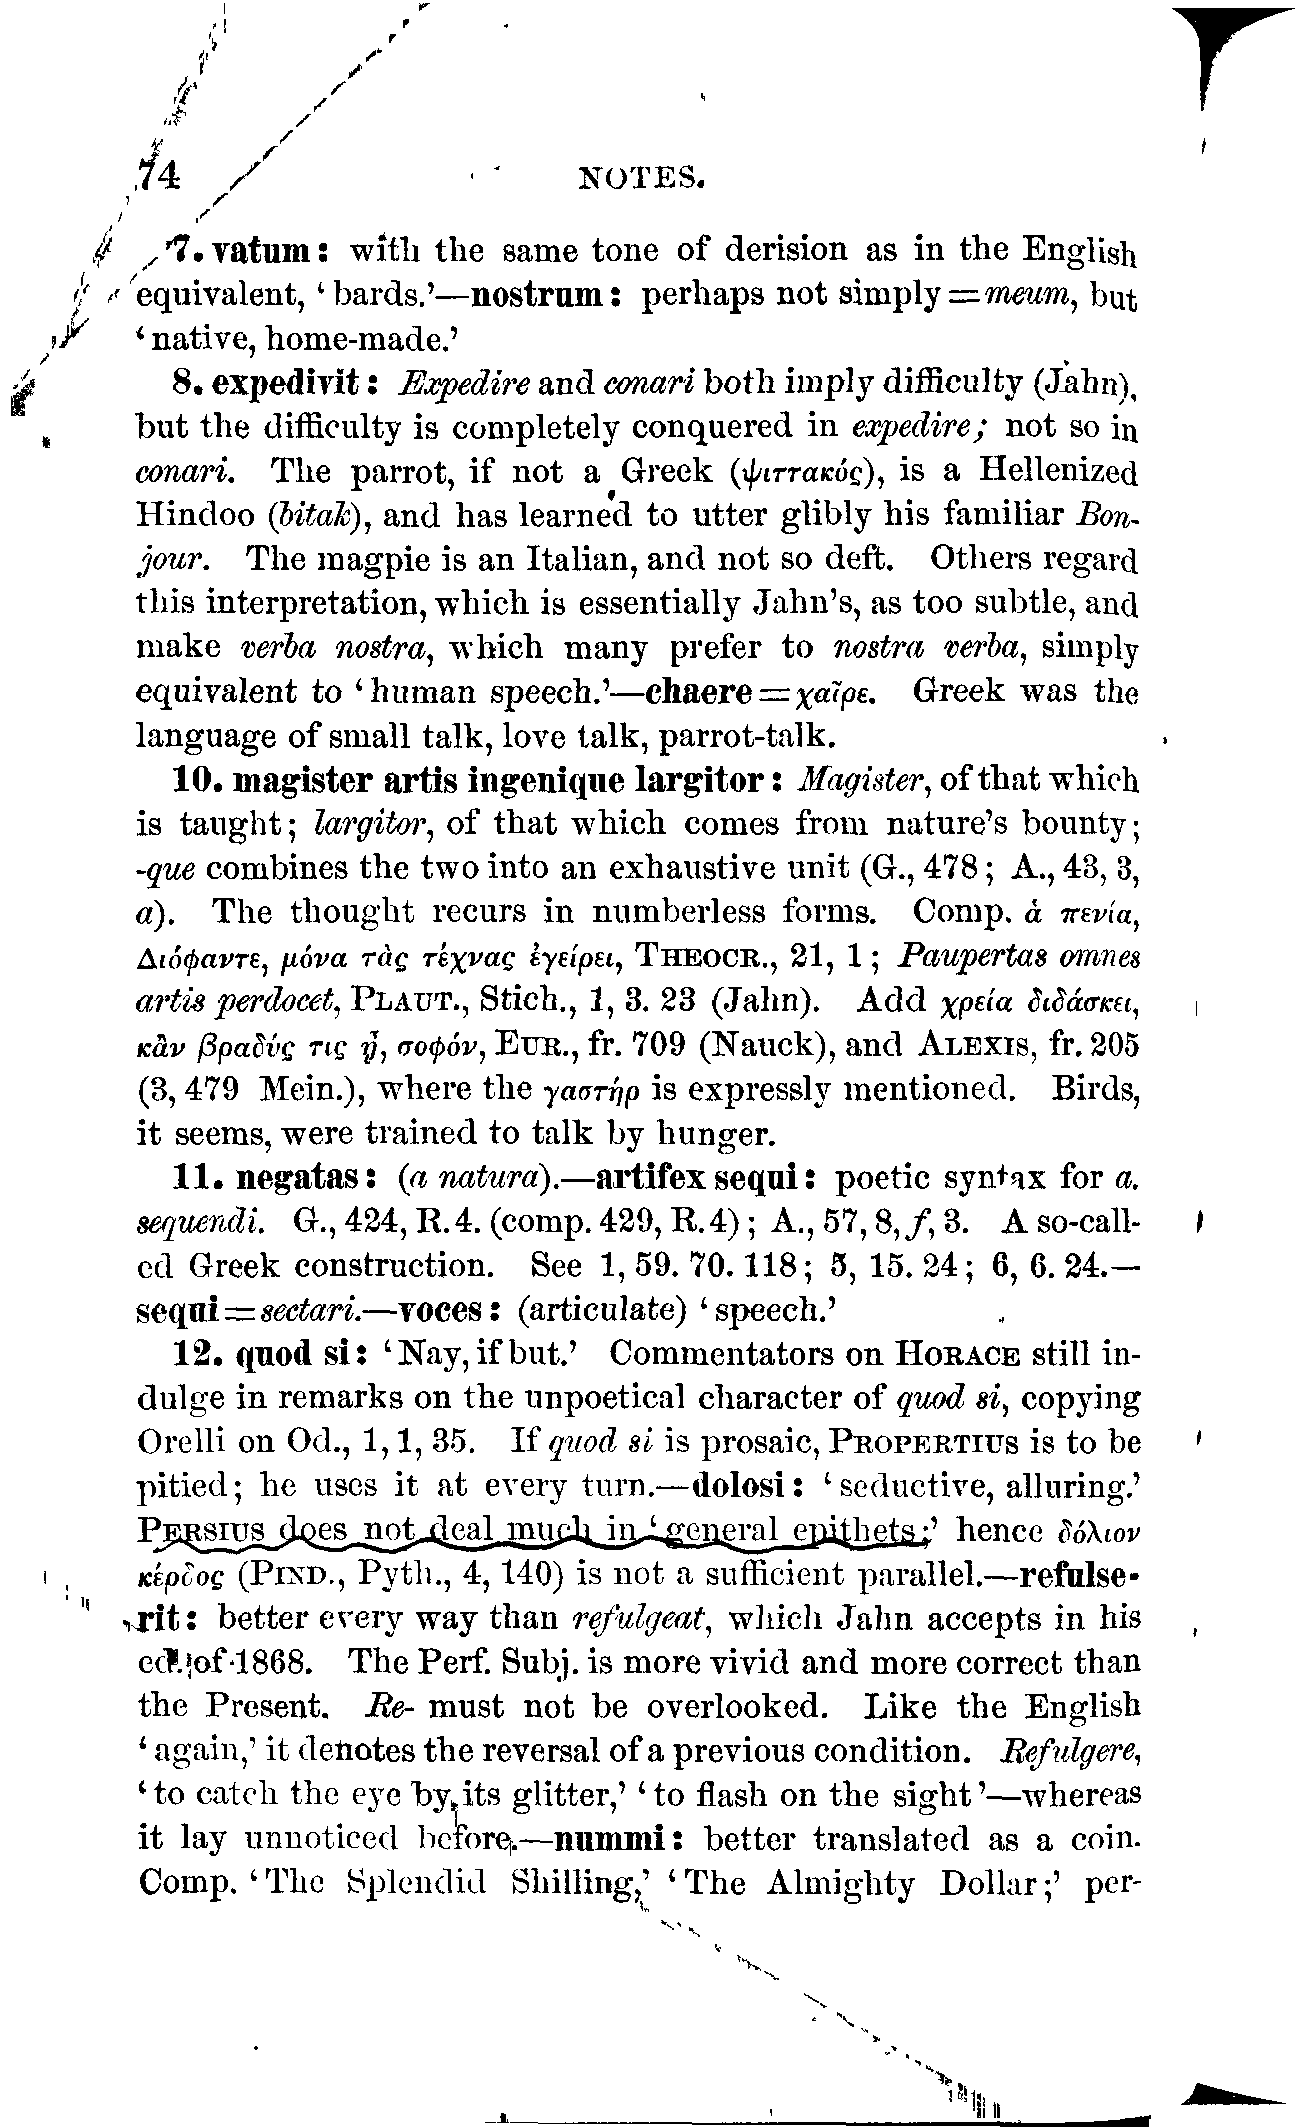 74 NOTES.
7. vatum: with the same tone of derision as in the English
equivalent, ‘bards.’—nostrum: perhaps not simply = meum, but
‘native, home-made.’
8. expedivit: Expedire and conari both imply difficulty (Jahn),
but the difficulty is completely conquered in expedire; not so in
conari. The parrot, if not a Greek (ψιττακός), is a Hellenized
Hindoo (bitak), and has learned to utter glibly his familiar Bon-
jour. The magpie is an Italian, and not so deft. Others regard
this interpretation, which is essentially Jahn’s, as too subtle, and
make verba nostra, which many prefer to nostra verba, simply
equivalent to ‘human speech.’—chaere = χαῖρε. Greek was the
language of small talk, love talk, parrot-talk.
10. magister artis ingenique largitor: Magister, of that which
is taught; largitor, of that which comes from nature’s bounty;
-que combines the two into an exhaustive unit (G., 478; A., 43, 3,
a). The thought recurs in numberless forms. Comp. ἁ πενία,
Διόφαντε, μόνα τὰς τέχνας ἐγείρει, THEOCR., 21, 1; Paupertas omnes
artis perdocet, PLAUT., Stich., 1, 3. 23 (Jahn). Add χρεία διδάσκει,
κἂν βραδύς τις ᾖ, σοφόν, EUR., fr. 709 (Nauck), and ALEXIS, fr. 205
(3, 479 Mein.), where the γαστήρ is expressly mentioned. Birds,
it seems, were trained to talk by hunger.
11. negatas: (a natura).—artifex sequi: poetic syntax for a.
sequendi. G., 424, R. 4. (comp. 429, R. 4); A., 57, 8, f, 3. A so-call-
ed Greek construction. See 1, 59. 70. 118; 5, 15. 24; 6, 6. 24.—
sequi = sectari.—voces: (articulate) ‘speech.’
12. quod si: ‘Nay, if but.’ Commentators on HORACE still in-
dulge in remarks on the unpoetical character of quod si, copying
Orelli on Od., 1, 1, 35. If quod si is prosaic, PROPERTIUS is to be
pitied; he uses it at every turn.—dolosi: ‘seductive, alluring.’
PERSIUS does not deal much in ‘general epithets;’ hence δόλιον
κέρδος (PIND., Pyth., 4, 140) is not a sufficient parallel.—refulse-
rit: better every way than refulgeat, which Jahn accepts in his
ed. of 1868. The Perf. Subj. is more vivid and more correct than
the Present. Re- must not be overlooked. Like the English
‘again,’ it denotes the reversal of a previous condition. Refulgere,
‘to catch the eye by its glitter,’ ‘to flash on the sight’—whereas
it lay unnoticed before.—nummi: better translated as a coin.
Comp. ‘The Splendid Shilling,’ ‘The Almighty Dollar;’ per-